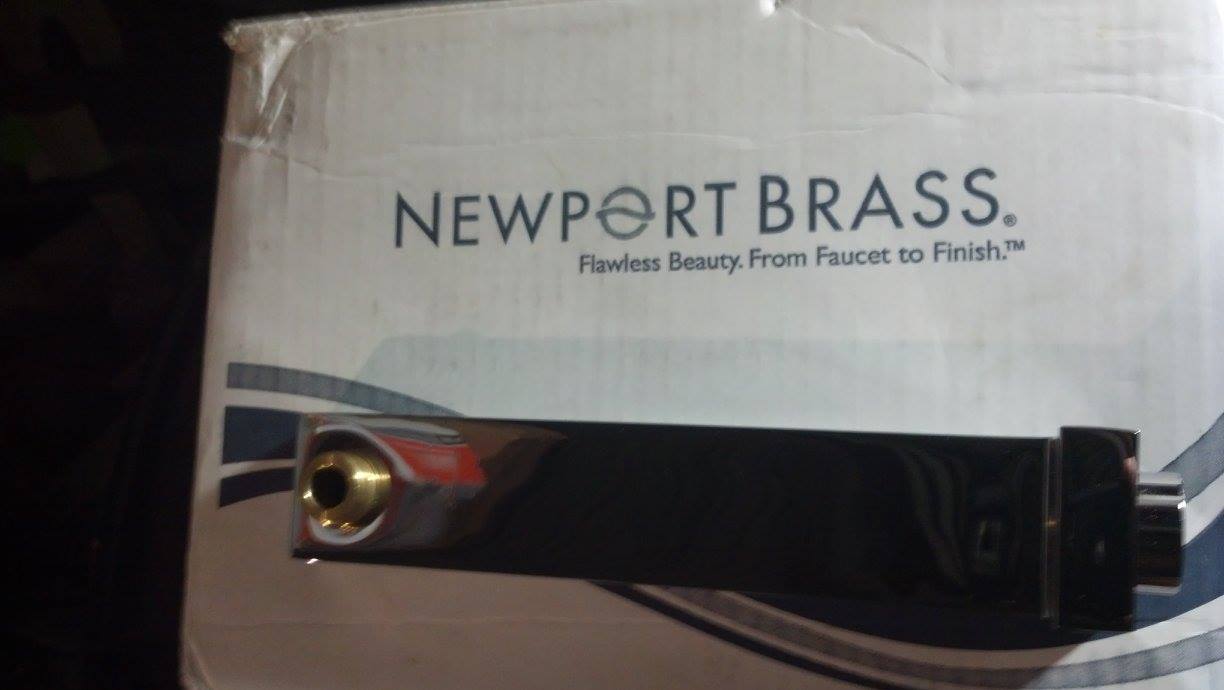 NEWPORT BRASS®
Flawless Beauty. From Faucet to Finish.™